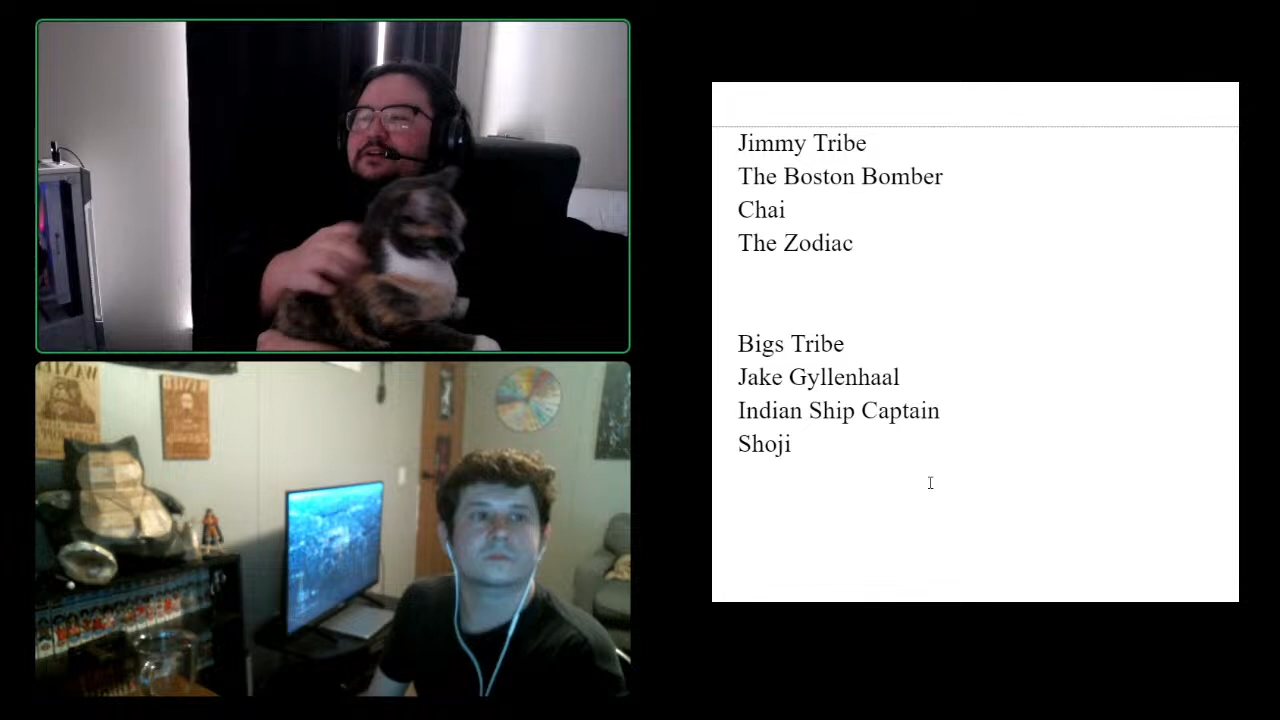 Jimmy Tribe
The Boston Bomber
Chai
The Zodiac
Bigs Tribe
Jake Gyllenhaal
Indian Ship Captain
Shoji